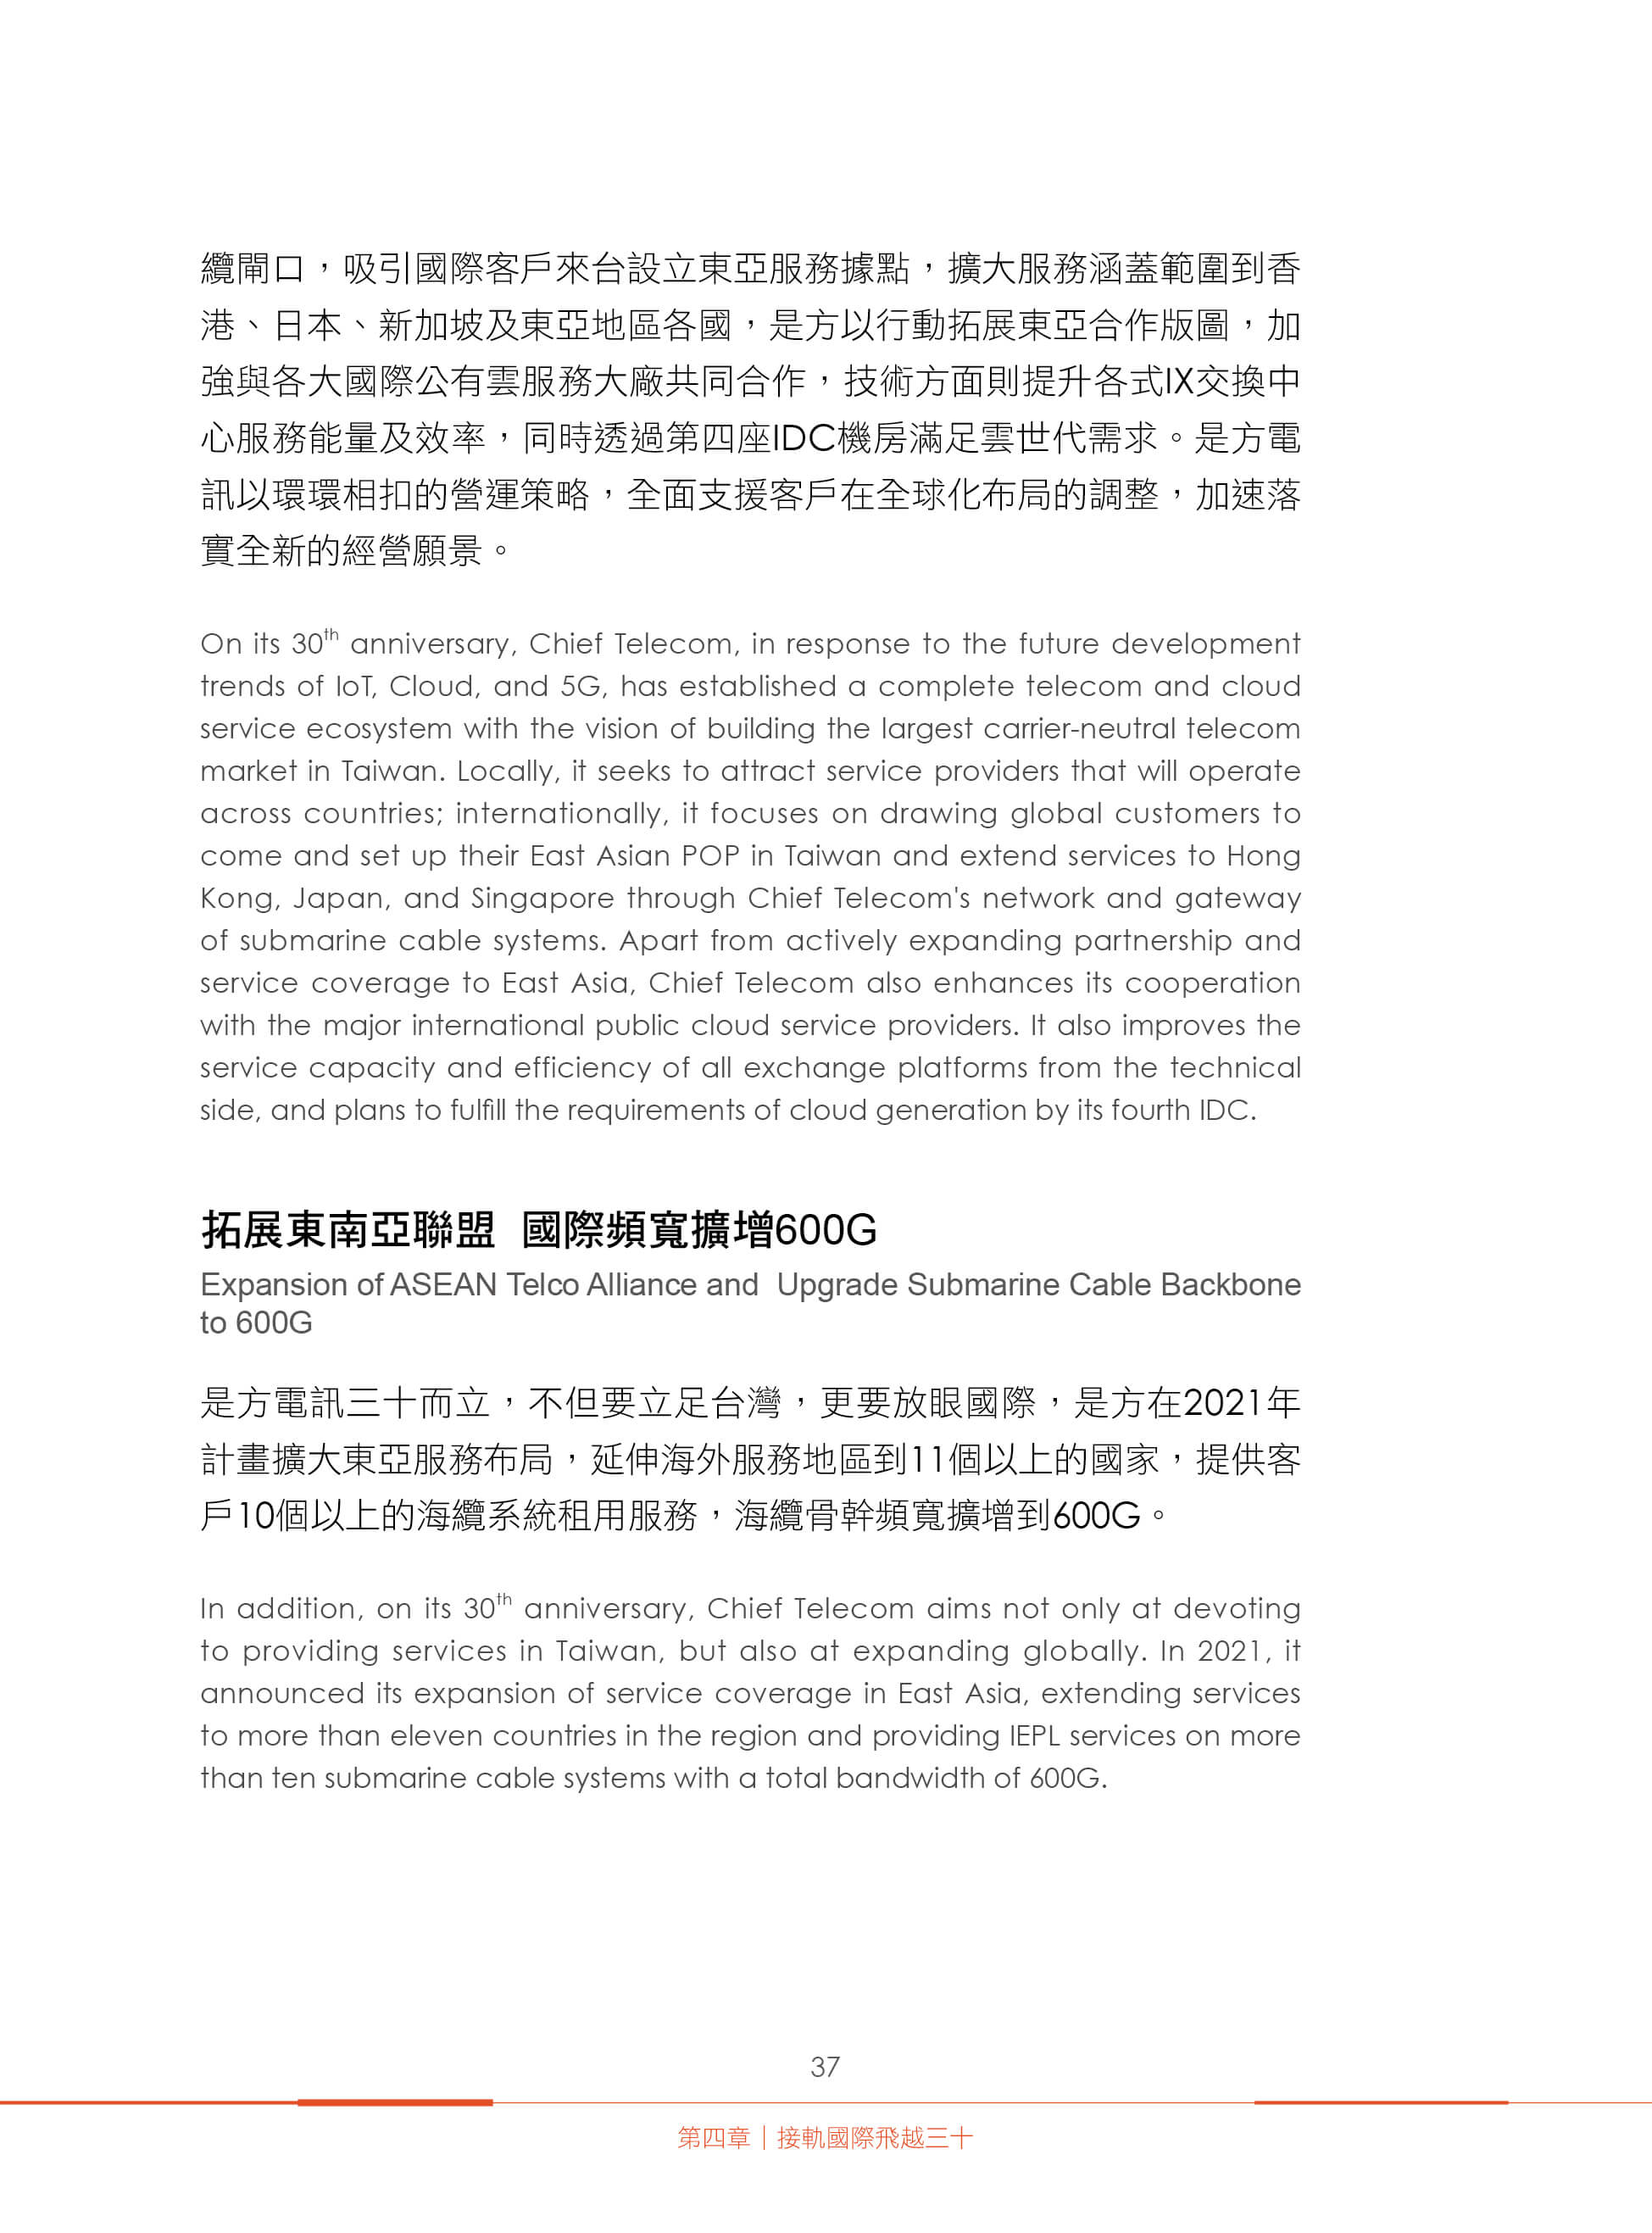 纜閘口，吸引國際客戶來台設立東亞服務據點，擴大服務涵蓋範圍到香
港、日本、新加坡及東亞地區各國，是方以行動拓展東亞合作版圖，加
強與各大國際公有雲服務大廠共同合作，技術方面則提升各式IX交換中
心服務能量及效率，同時透過第四座IDC機房滿足雲世代需求。是方電
訊以環環相扣的營運策略，全面支援客戶在全球化布局的調整，加速落
實全新的經營願景。
On its 30th anniversary, Chief Telecom, in response to the future development
trends of IoT, Cloud, and 5G, has established a complete telecom and cloud
service ecosystem with the vision of building the largest carrier-neutral telecom
market in Taiwan. Locally, it seeks to attract service providers that will operate
across countries; internationally, it focuses on drawing global customers to
come and set up their East Asian POP in Taiwan and extend services to Hong
Kong, Japan, and Singapore through Chief Telecom's network and gateway
of submarine cable systems. Apart from actively expanding partnership and
service coverage to East Asia, Chief Telecom also enhances its cooperation
with the major international public cloud service providers. It also improves the
service capacity and efficiency of all exchange platforms from the technical
side, and plans to fulfill the requirements of cloud generation by its fourth IDC.
拓展東南亞聯盟 國際頻寬擴增600G
Expansion of ASEAN Telco Alliance and Upgrade Submarine Cable Backbone
to 600G
是方電訊三十而立，不但要立足台灣，更要放眼國際，是方在2021年
計畫擴大東亞服務布局，延伸海外服務地區到11個以上的國家，提供客
戶10個以上的海纜系統租用服務，海纜骨幹頻寬擴增到600G。
In addition, on its 30th anniversary, Chief Telecom aims not only at devoting
to providing services in Taiwan, but also at expanding globally. In 2021, it
announced its expansion of service coverage in East Asia, extending services
to more than eleven countries in the region and providing IEPL services on more
than ten submarine cable systems with a total bandwidth of 600G.
37
第四章｜接軌國際飛越三十